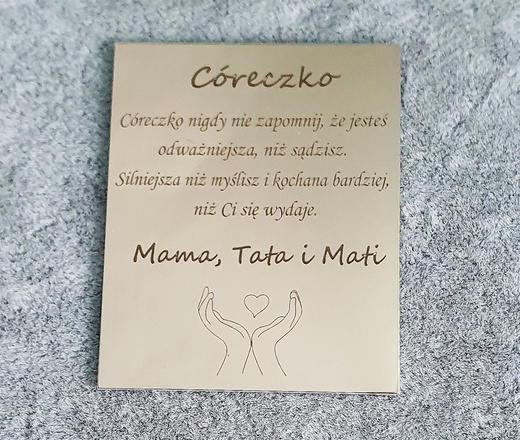 Córeczko
Córeczko nigdy nie zapomnij, że jesteś
odważniejsza, niż sądzisz.
Silniejsza niż myślisz i kochana bardziej,
niż Ci się wydaje.
Mama, Tata i Mati